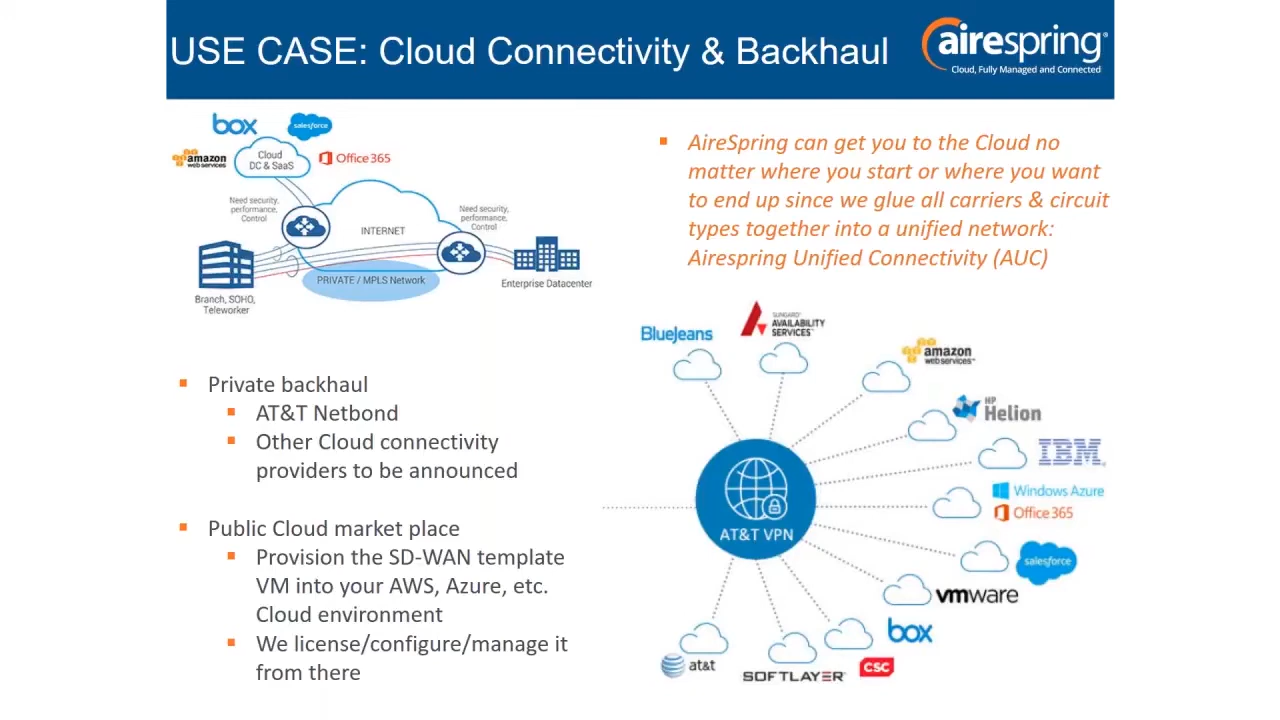 USE CASE: Cloud Connectivity & Backhaul
airespring®
Cloud, Fully Managed and Connected
box
salesforce
amazon
web services
Cloud
DC & SaaS
Office 365
Need security,
performance,
Control
Need security,
performance,
Control
INTERNET
PRIVATE / MPLS Network
Branch, SOHO,
Teleworker
Enterprise Datacenter
AireSpring can get you to the Cloud no
matter where you start or where you want
to end up since we glue all carriers & circuit
types together into a unified network:
Airespring Unified Connectivity (AUC)
Private backhaul
AT&T Netbond
Other Cloud connectivity
providers to be announced
Public Cloud market place
Provision the SD-WAN template
VM into your AWS, Azure, etc.
Cloud environment
We license/configure/manage it
from there
BlueJeans
SUNGARD
AVAILABILITY
SERVICES™
amazon
web services™
HP
Helion
IBM
Windows Azure
Office 365
salesforce
vmware
box
CSC
SOFTLAYER
at&t
AT&T VPN